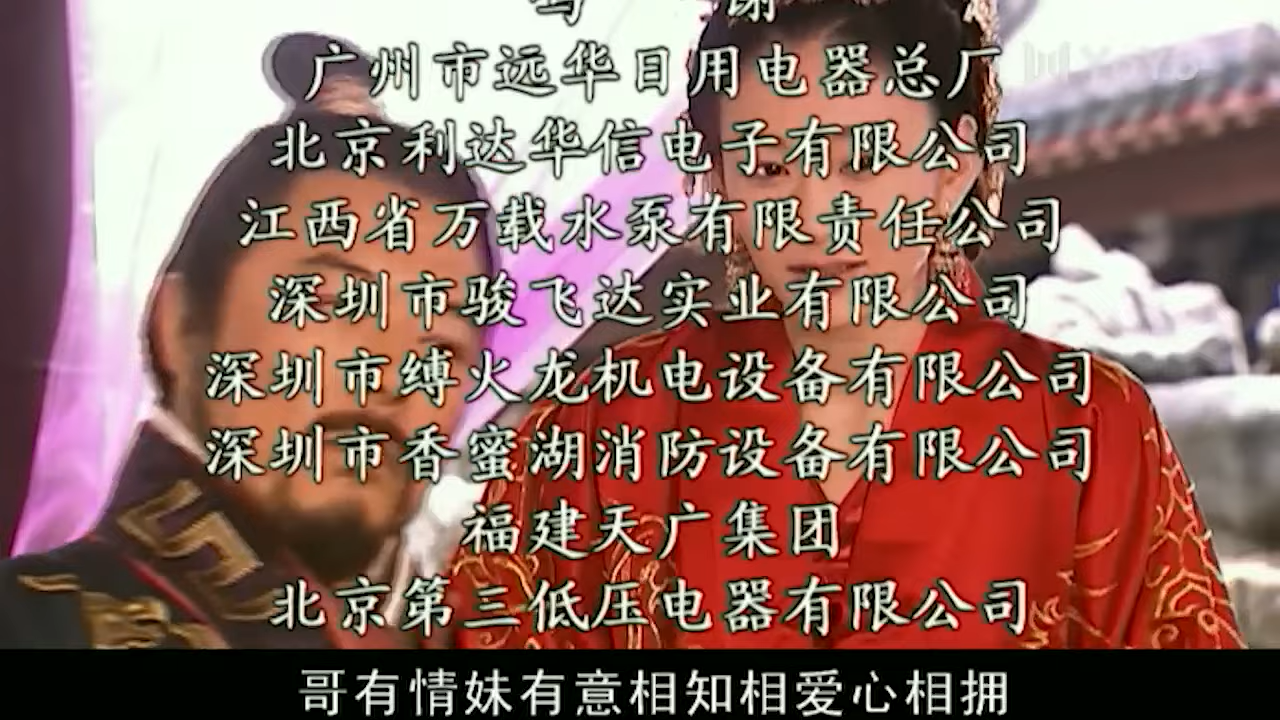 鸣 谢
YoYo
广州市远华日用电器总厂
北京利达华信电子有限公司
江西省万载水泵有限责任公司
深圳市骏飞达实业有限公司
深圳市缚火龙机电设备有限公司
深圳市香蜜湖消防设备有限公司
福建天广集团
北京第三低压电器有限公司
哥有情妹有意相知相爱心相拥